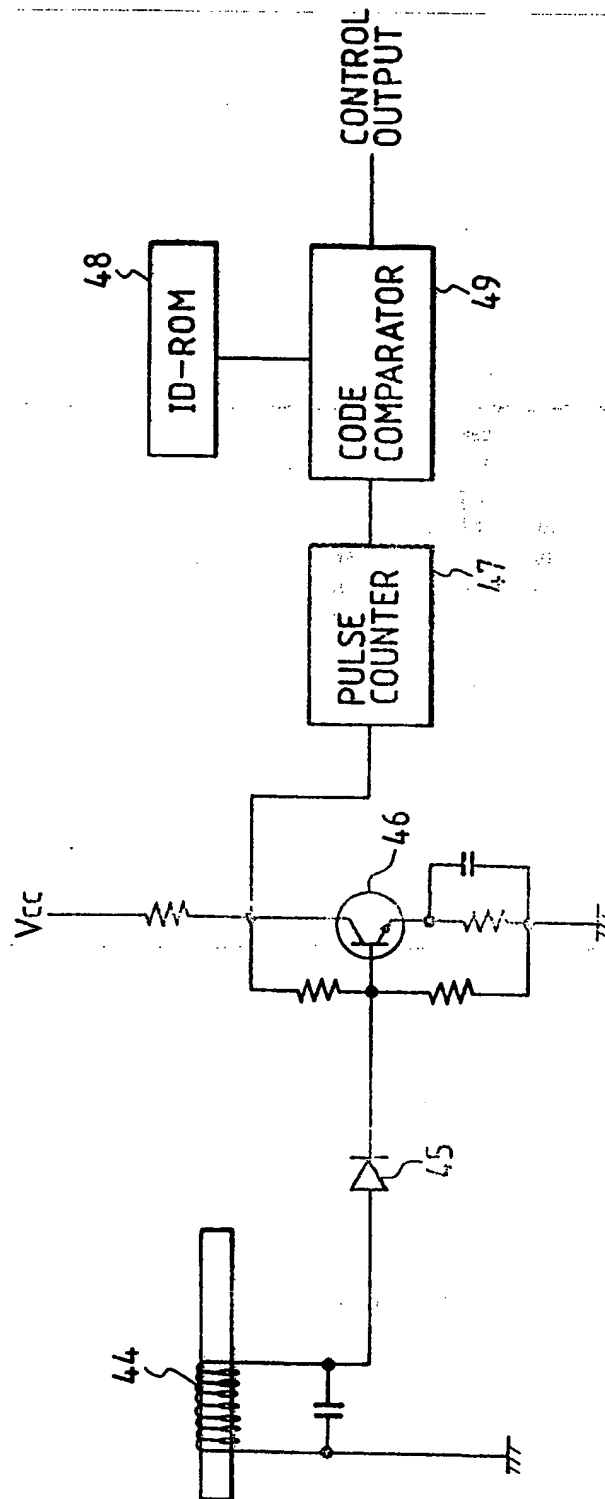 44
45
Vcc
46
PULSE
COUNTER
47
ID-ROM
48
CODE
COMPARATOR
49
CONTROL
OUTPUT